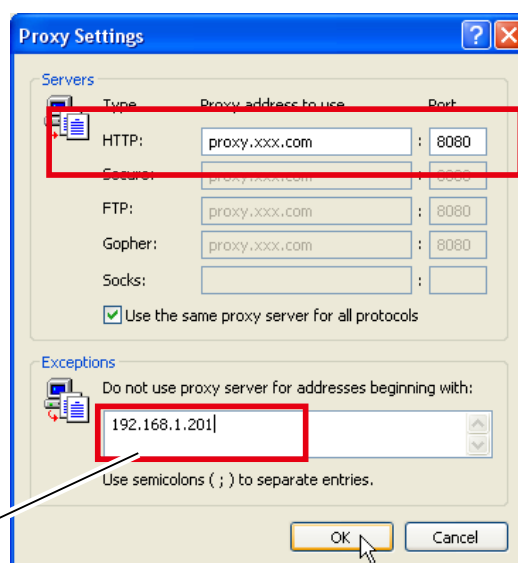 Proxy Settings
Servers
Type Proxy address to use Port
HTTP: proxy.xxx.com : 8080
Secure: proxy.xxx.com : 8080
FTP: proxy.xxx.com : 8080
Gopher: proxy.xxx.com : 8080
Socks: :
Use the same proxy server for all protocols
Exceptions
Do not use proxy server for addresses beginning with:
192.168.1.201
Use semicolons ( ; ) to separate entries.
OK Cancel